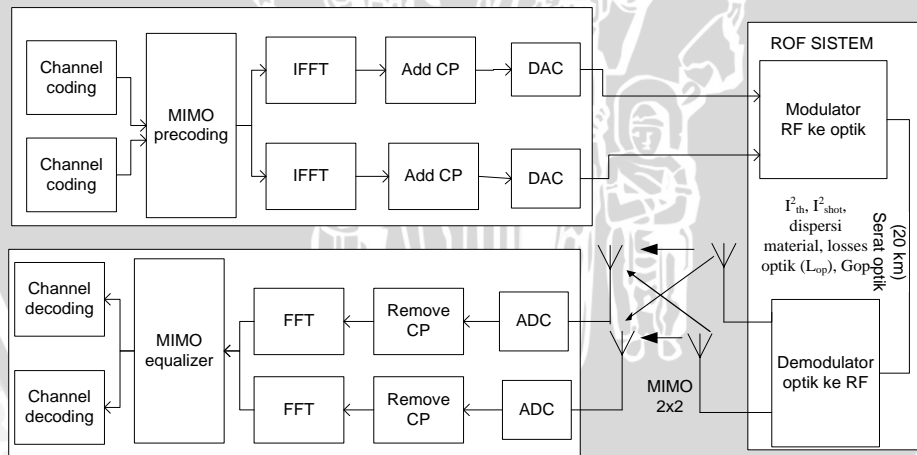 Channel
coding
Channel
coding
MIMO
precoding
IFFT
Add CP
DAC
IFFT
Add CP
DAC
ROF SISTEM
Modulator
RF ke optik
I²th, I²shot,
dispersi
material, losses
optik (Lop), Gop
Serat optik
(20 km)
Demodulator
optik ke RF
MIMO
2x2
Channel
decoding
Channel
decoding
MIMO
equalizer
FFT
Remove
CP
ADC
FFT
Remove
CP
ADC